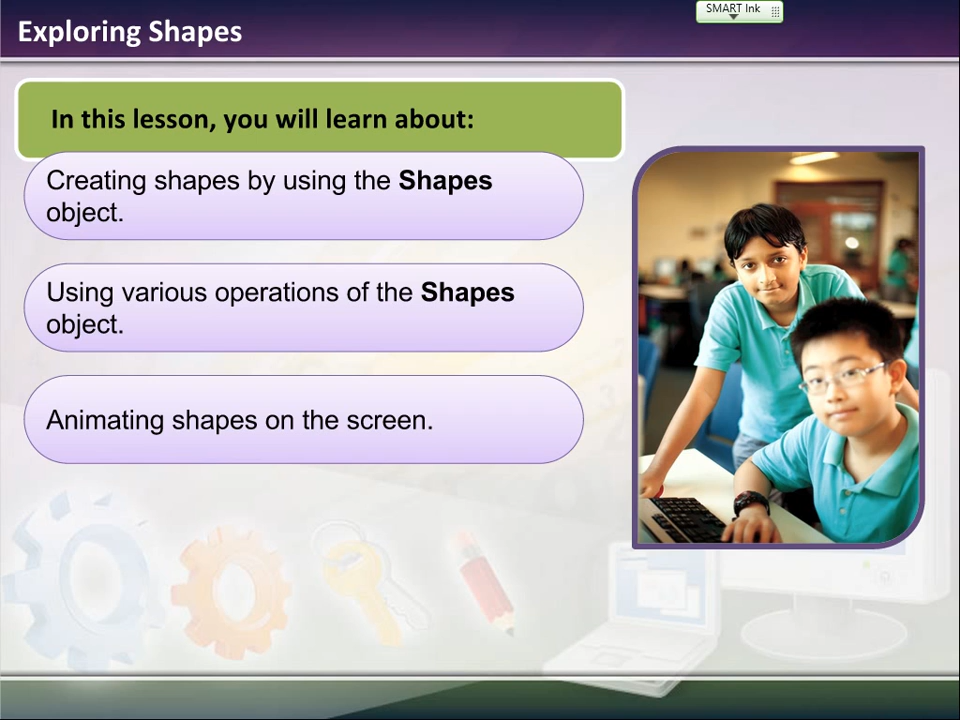 Exploring Shapes
SMART Ink
In this lesson, you will learn about:
Creating shapes by using the Shapes
object.
Using various operations of the Shapes
object.
Animating shapes on the screen.